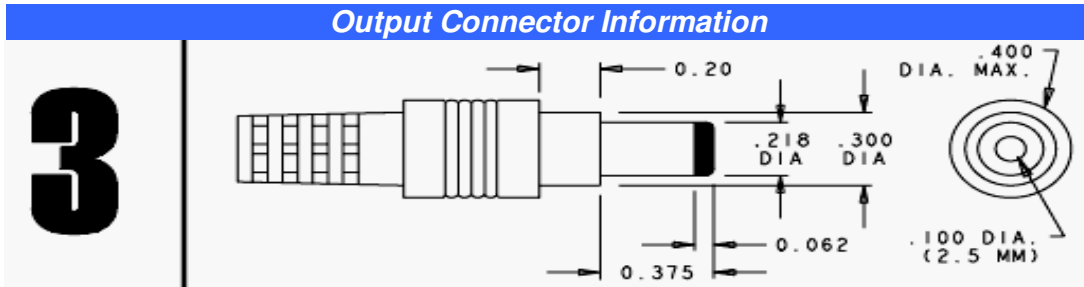 Output Connector Information
3
0.20
.400
DIA. MAX.
.218
DIA
.300
DIA
0.062
0.375
.100 DIA.
(2.5 MM)